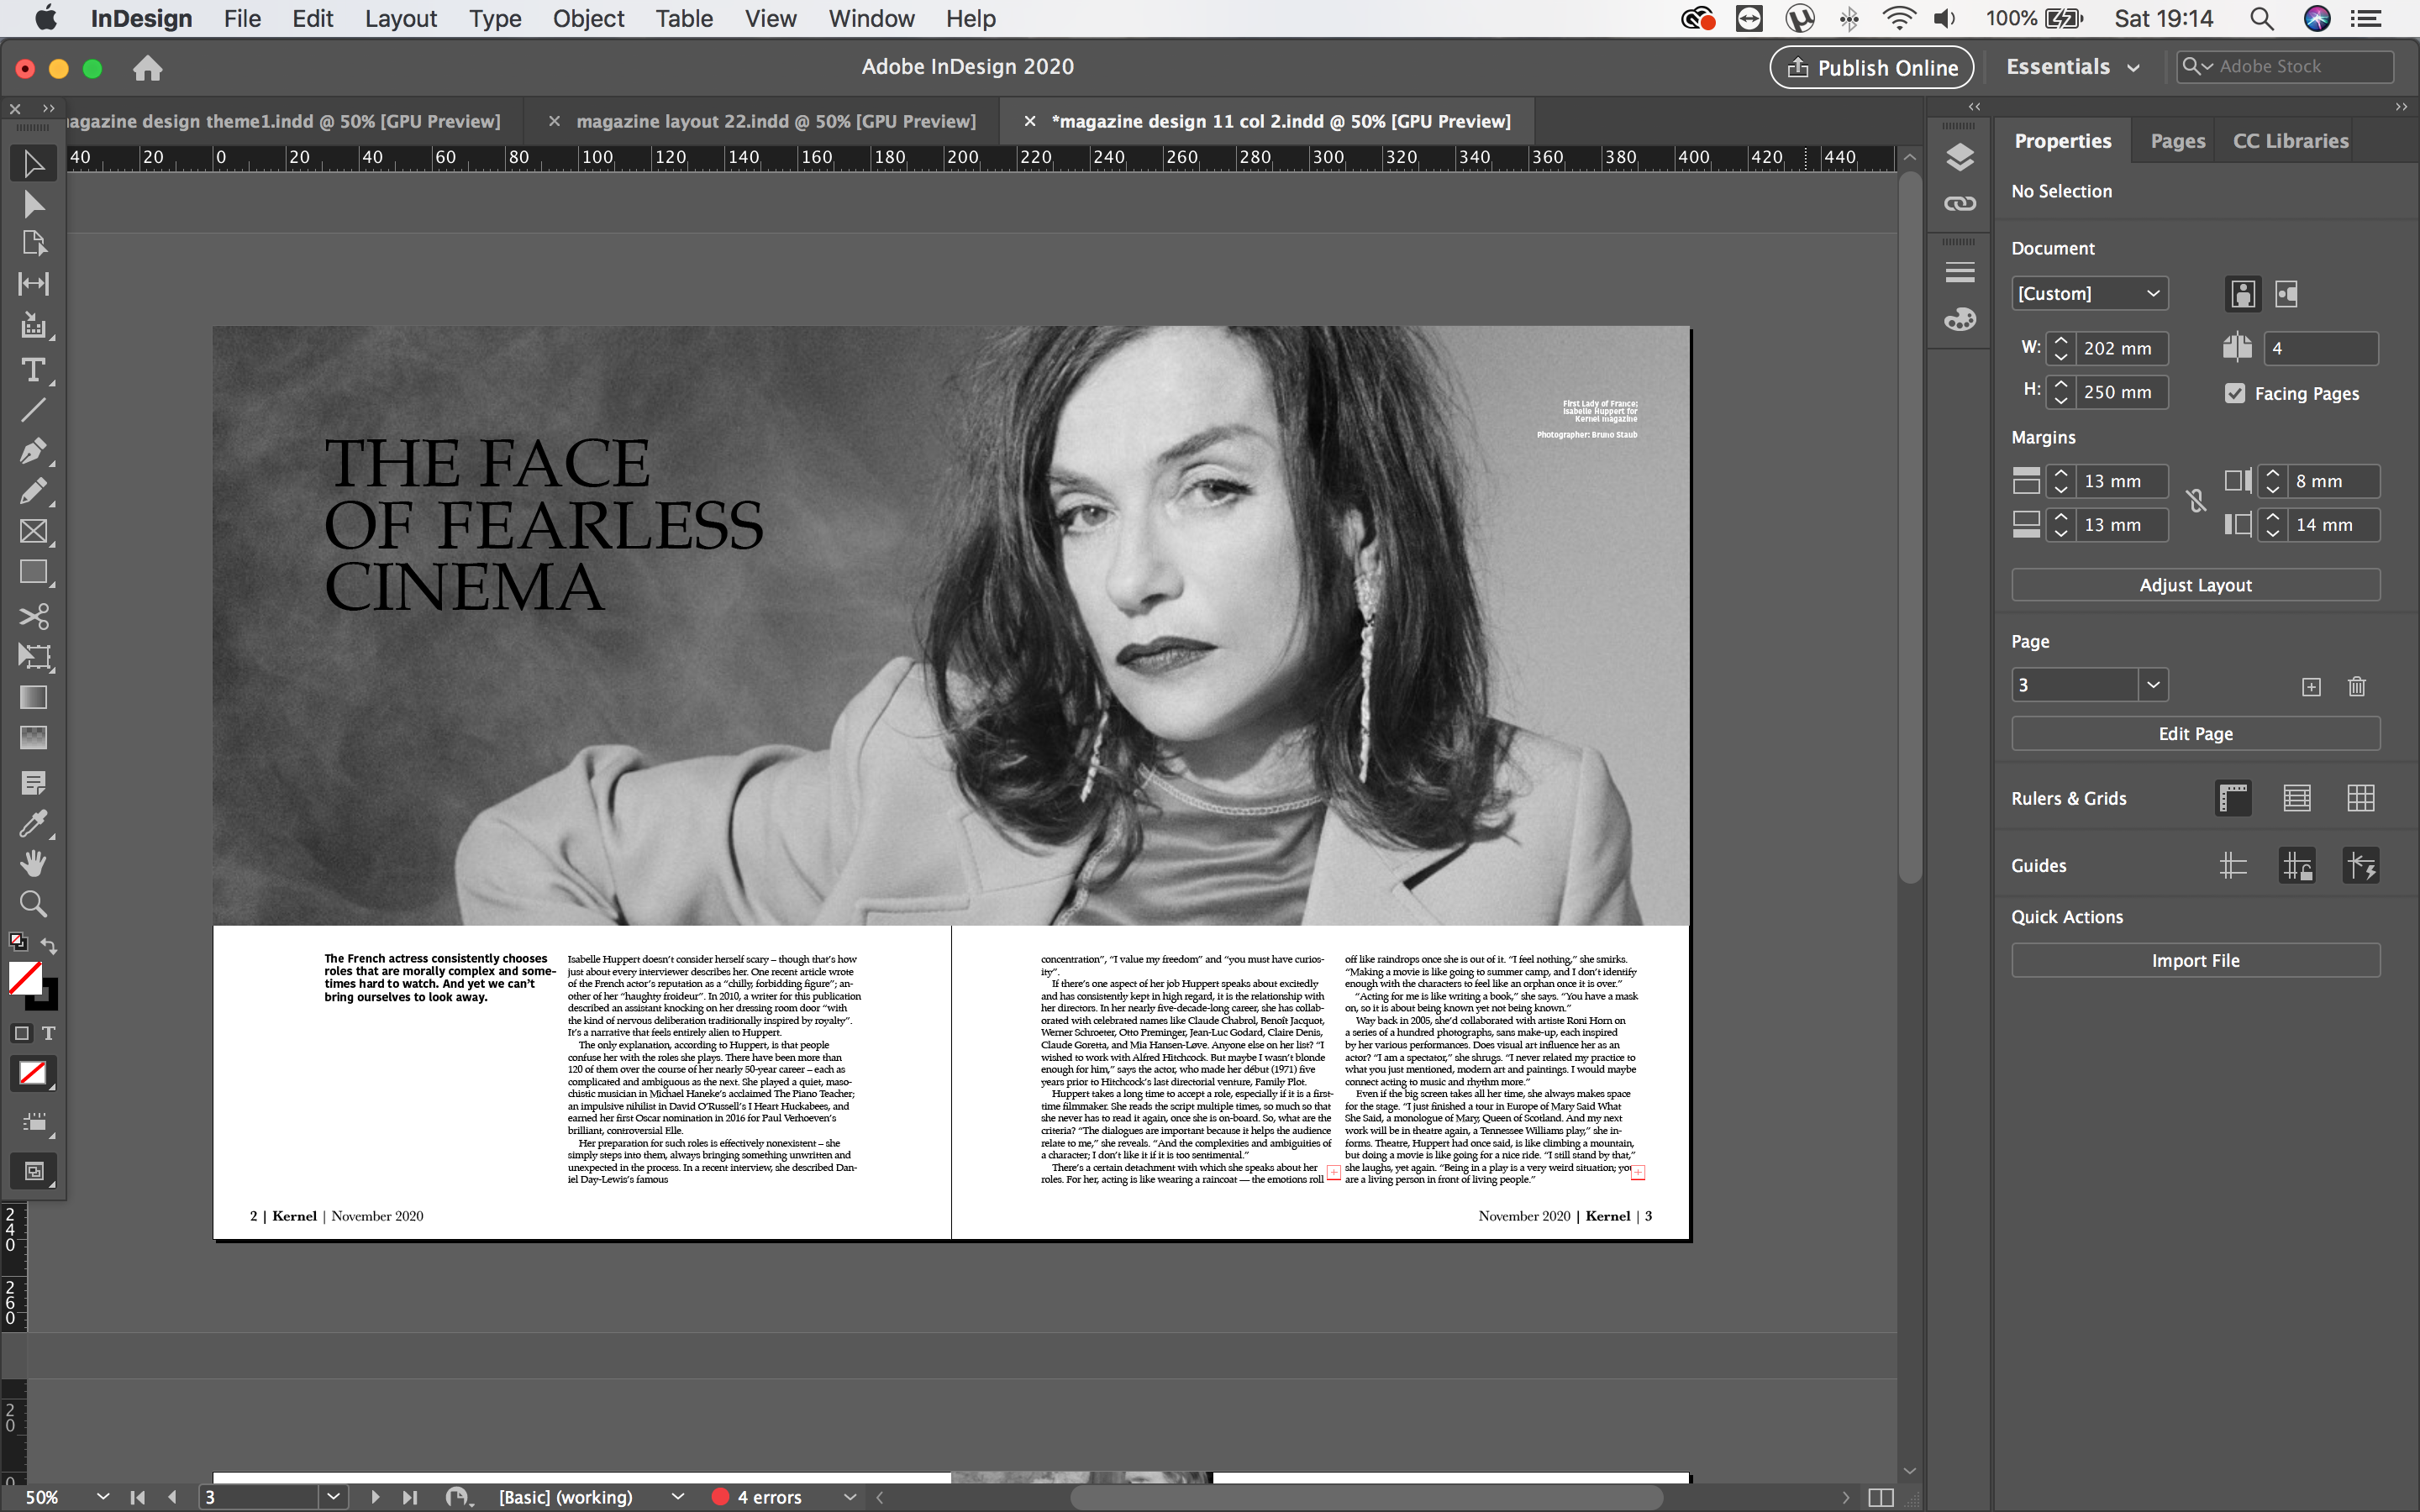 InDesign File Edit Layout Type Object Table View Window Help 100% Sat 19:14
Adobe InDesign 2020 Publish Online Essentials Adobe Stock
agazine design theme1.indd @ 50% [GPU Preview] magazine layout 22.indd @ 50% [GPU Preview] *magazine design 11 col 2.indd @ 50% [GPU Preview]
40 20 0 20 40 60 80 100 120 140 160 180 200 220 240 260 280 300 320 340 360 380 400 420 440
Properties Pages CC Libraries
No Selection
Document
[Custom]
W: 202 mm 4
H: 250 mm Facing Pages
Margins
13 mm 8 mm
13 mm 14 mm
Adjust Layout
Page
3
Edit Page
Rulers & Grids
Guides
Quick Actions
Import File
THE FACE
OF FEARLESS
CINEMA
First Lady of France;
Isabelle Huppert for
Kernel magazine
Photographer: Bruno Staub
The French actress consistently chooses
roles that are morally complex and some-
times hard to watch. And yet we can't
bring ourselves to look away.
Isabelle Huppert doesn't consider herself scary – though that's how
just about every interviewer describes her. One recent article wrote
of the French actor's reputation as a “chilly, forbidding figure”; an-
other of her “haughty froideur”. In 2010, a writer for this publication
described an assistant knocking on her dressing room door “with
the kind of nervous deliberation traditionally inspired by royalty”.
It's a narrative that feels entirely alien to Huppert.
The only explanation, according to Huppert, is that people
confuse her with the roles she plays. There have been more than
120 of them over the course of her nearly 50-year career – each as
complicated and ambiguous as the next. She played a quiet, maso-
chistic musician in Michael Haneke's acclaimed The Piano Teacher;
an impulsive nihilist in David O'Russell's I Heart Huckabees, and
earned her first Oscar nomination in 2016 for Paul Verhoeven's
brilliant, controversial Elle.
Her preparation for such roles is effectively nonexistent – she
simply steps into them, always bringing something unwritten and
unexpected in the process. In a recent interview, she described Dan-
iel Day-Lewis's famous
concentration”, “I value my freedom” and “you must have curios-
ity”.
If there's one aspect of her job Huppert speaks about excitedly
and has consistently kept in high regard, it is the relationship with
her directors. In her nearly five-decade-long career, she has collab-
orated with celebrated names like Claude Chabrol, Benoît Jacquot,
Werner Schroeter, Otto Preminger, Jean-Luc Godard, Claire Denis,
Claude Goretta, and Mia Hansen-Løve. Anyone else on her list? “I
wished to work with Alfred Hitchcock. But maybe I wasn't blonde
enough for him,” says the actor, who made her début (1971) five
years prior to Hitchcock's last directorial venture, Family Plot.
Huppert takes a long time to accept a role, especially if it is a first-
time filmmaker. She reads the script multiple times, so much so that
she never has to read it again, once she is on-board. So, what are the
criteria? “The dialogues are important because it helps the audience
relate to me,” she reveals. “And the complexities and ambiguities of
a character; I don't like it if it is too sentimental.”
There's a certain detachment with which she speaks about her
roles. For her, acting is like wearing a raincoat — the emotions roll
off like raindrops once she is out of it. “I feel nothing,” she smirks.
“Making a movie is like going to summer camp, and I don't identify
enough with the characters to feel like an orphan once it is over.”
“Acting for me is like writing a book,” she says. “You have a mask
on, so it is about being known yet not being known.”
Way back in 2005, she'd collaborated with artiste Roni Horn on
a series of a hundred photographs, sans make-up, each inspired
by her various performances. Does visual art influence her as an
actor? “I am a spectator,” she shrugs. “I never related my practice to
what you just mentioned, modern art and paintings. I would maybe
connect acting to music and rhythm more.”
Even if the big screen takes all her time, she always makes space
for the stage. “I just finished a tour in Europe of Mary Said What
She Said, a monologue of Mary, Queen of Scotland. And my next
work will be in theatre again, a Tennessee Williams play,” she in-
forms. Theatre, Huppert had once said, is like climbing a mountain,
but doing a movie is like going for a nice ride. “I still stand by that,”
she laughs, yet again. “Being in a play is a very weird situation; you
are a living person in front of living people.”
2 | Kernel | November 2020
November 2020 | Kernel | 3
240
260
20
0
50% 3 [Basic] (working) 4 errors